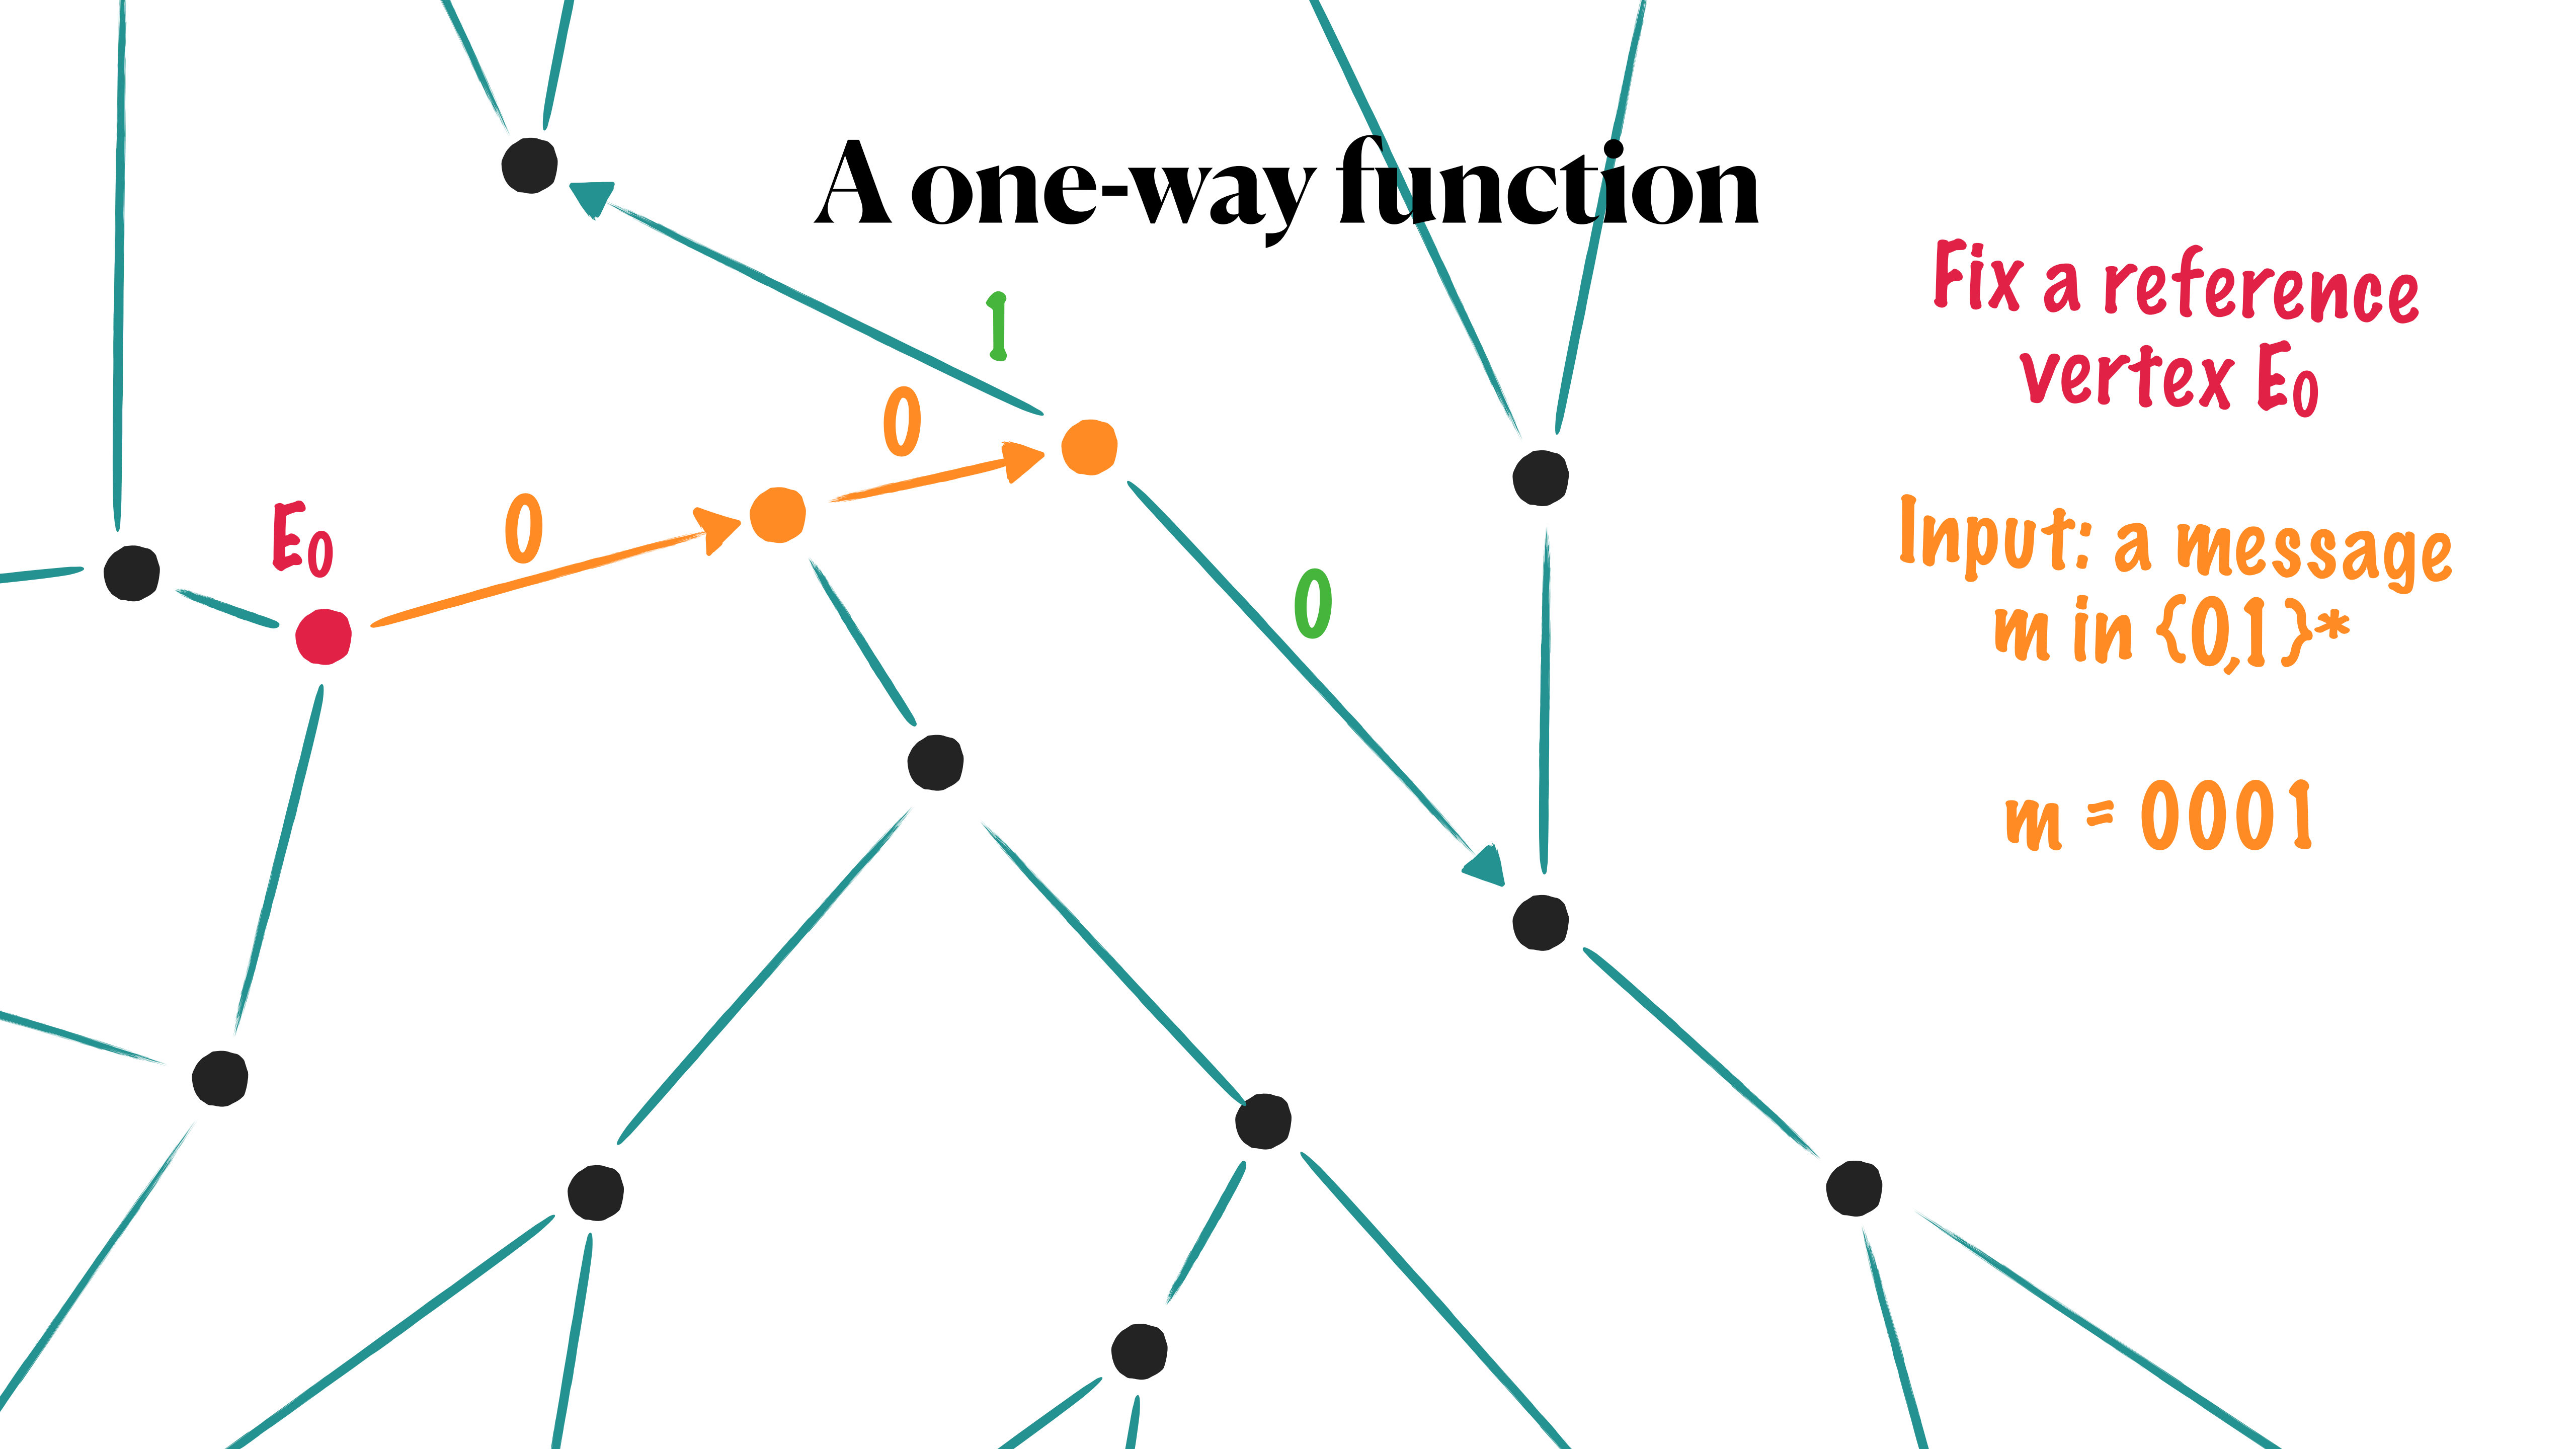 A one-way function
Fix a reference
vertex E₀
1
0
E₀
0
0
Input: a message
m in {0,1}*
m = 0001